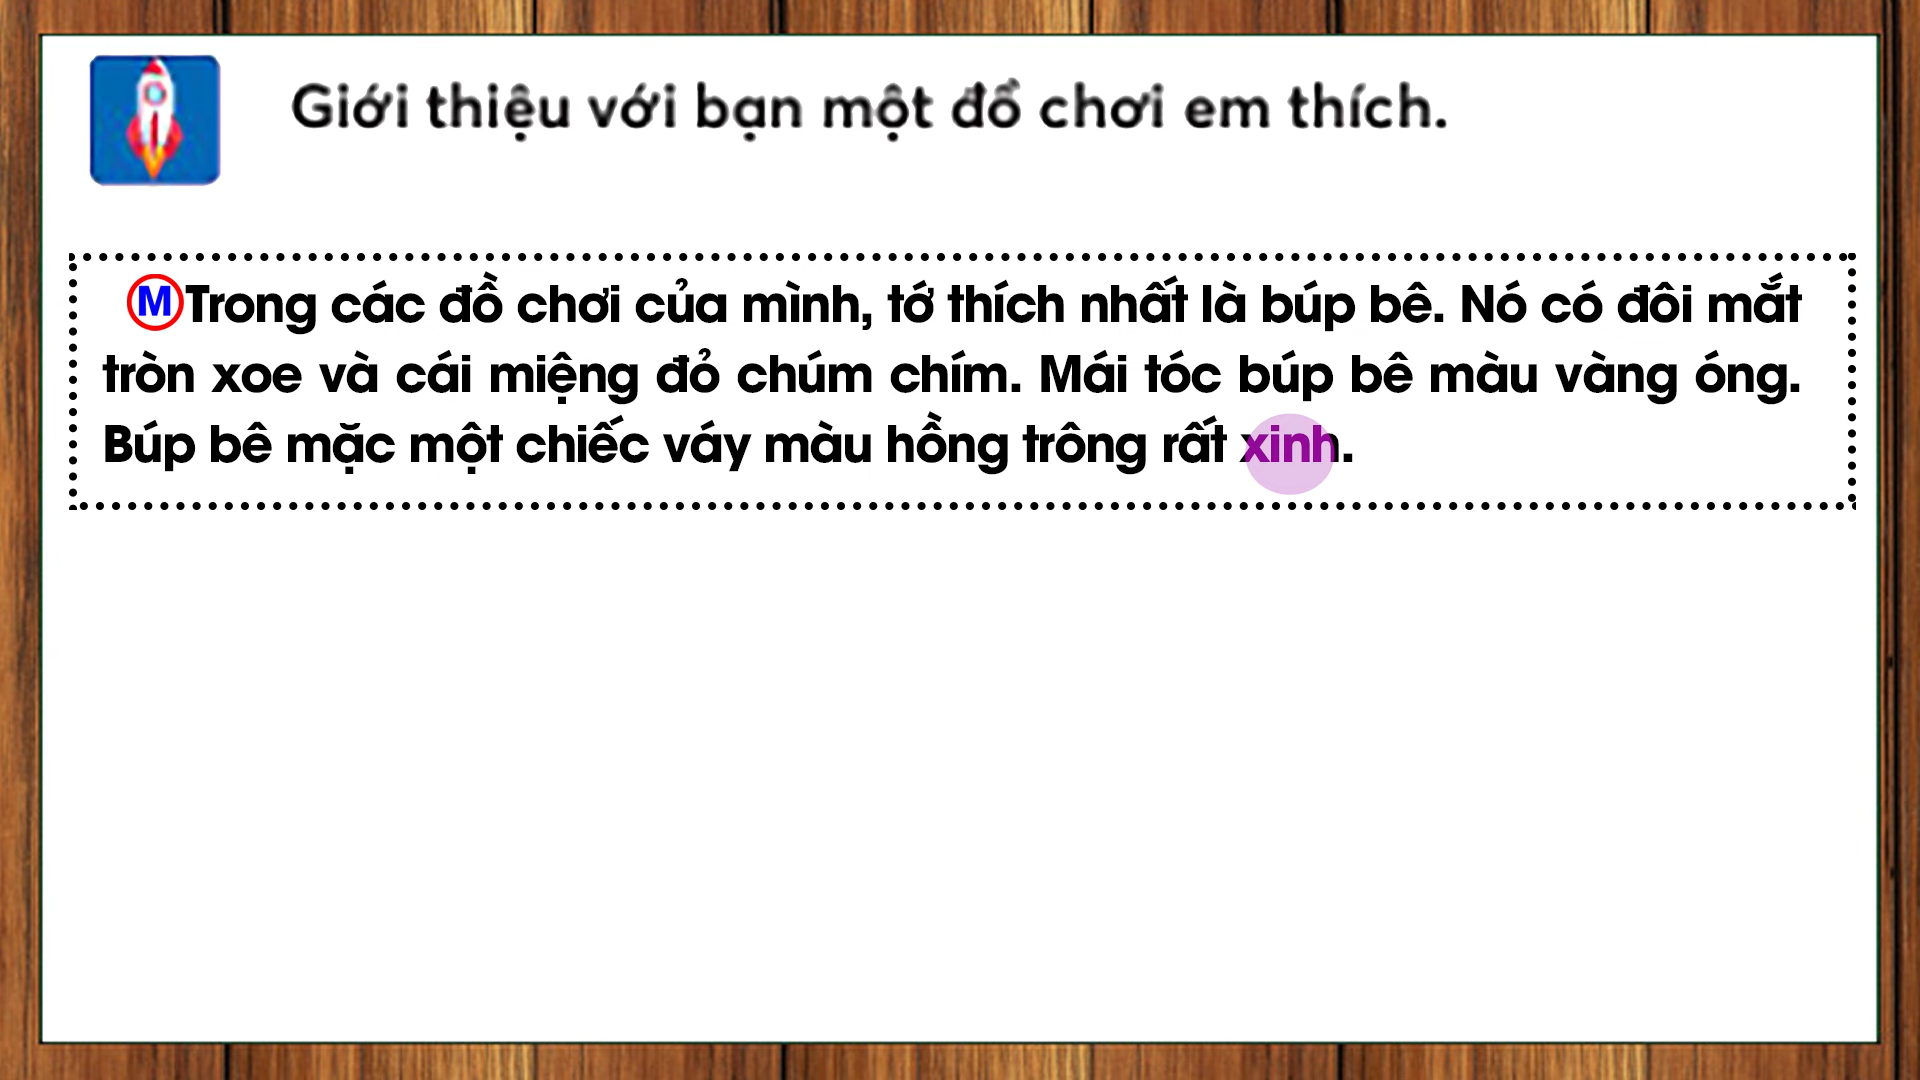 Giới thiệu với bạn một đồ chơi em thích.
M Trong các đồ chơi của mình, tớ thích nhất là búp bê. Nó có đôi mắt
tròn xoe và cái miệng đỏ chúm chím. Mái tóc búp bê màu vàng óng.
Búp bê mặc một chiếc váy màu hồng trông rất xinh.